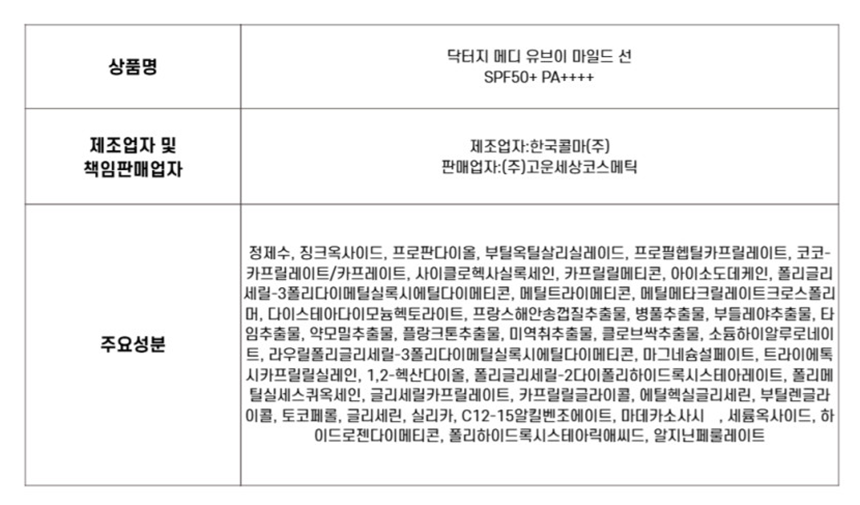 상품명
닥터지 메디 유브이 마일드 선
SPF50+ PA++++
제조업자 및
책임판매업자
제조업자:한국콜마(주)
판매업자:(주)고운세상코스메틱
주요성분
정제수, 징크옥사이드, 프로판다이올, 부틸옥틸살리실레이드, 프로필헵틸카프릴레이트, 코코-
카프릴레이트/카프레이트, 사이클로헥사실록세인, 카프릴릴메티콘, 아이소도데케인, 폴리글리
세릴-3폴리다이메틸실록시에틸다이메티콘, 메틸트라이메티콘, 메틸메타크릴레이트크로스폴리
머, 다이스테아다이모늄헥토라이트, 프랑스해안송껍질추출물, 병풀추출물, 부들레야추출물, 타
임추출물, 약모밀추출물, 플랑크톤추출물, 미역취추출물, 클로브싹추출물, 소듐하이알루로네이
트, 라우릴폴리글리세릴-3폴리다이메틸실록시에틸다이메티콘, 마그네슘설페이트, 트라이에톡
시카프릴릴실레인, 1,2-헥산다이올, 폴리글리세릴-2다이폴리하이드록시스테아레이트, 폴리메
틸실세스퀴옥세인, 글리세릴카프릴레이트, 카프릴릴글라이콜, 에틸헥실글리세린, 부틸렌글라
이콜, 토코페롤, 글리세린, 실리카, C12-15알킬벤조에이트, 마데카소사이 , 세륨옥사이드, 하
이드로젠다이메티콘, 폴리하이드록시스테아릭애씨드, 알지닌페룰레이트